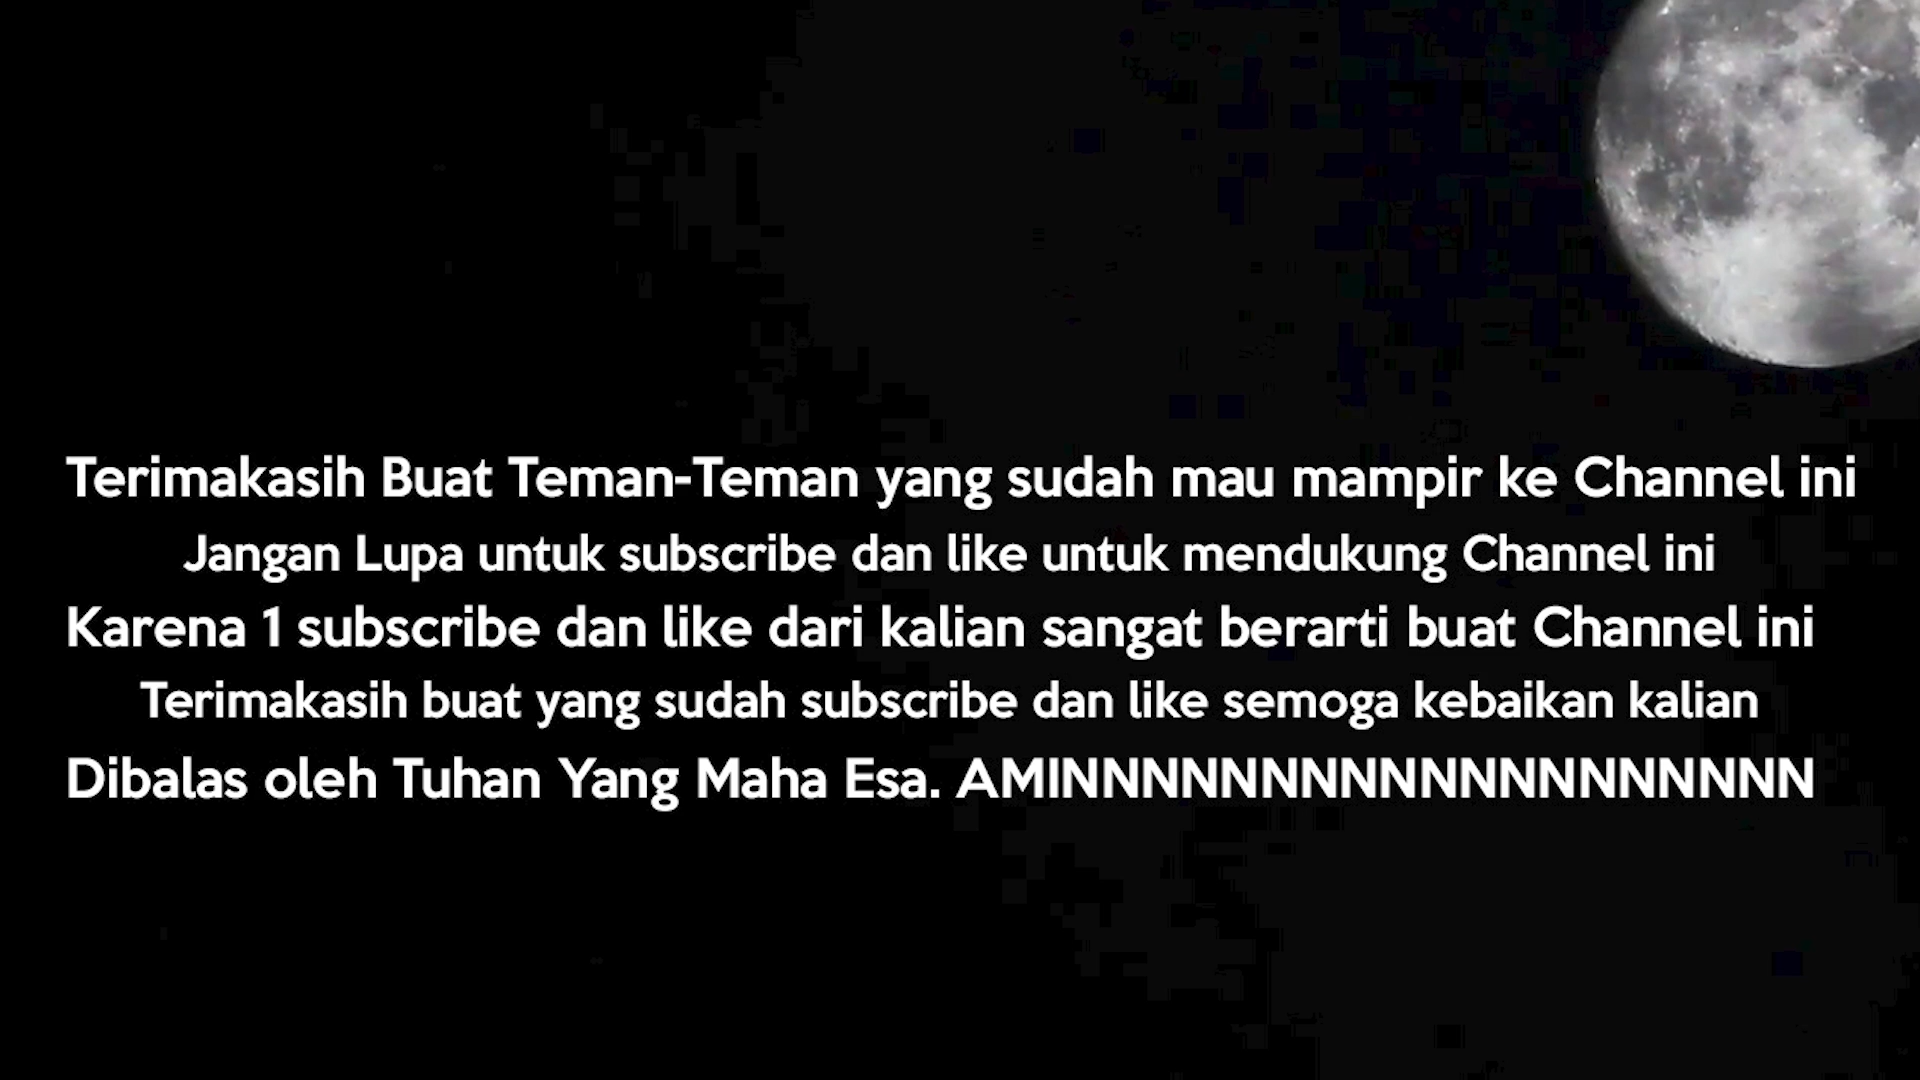 Terimakasih Buat Teman-Teman yang sudah mau mampir ke Channel ini
Jangan Lupa untuk subscribe dan like untuk mendukung Channel ini
Karena 1 subscribe dan like dari kalian sangat berarti buat Channel ini
Terimakasih buat yang sudah subscribe dan like semoga kebaikan kalian
Dibalas oleh Tuhan Yang Maha Esa. AMINNNNNNNNNNNNNNNNNNN